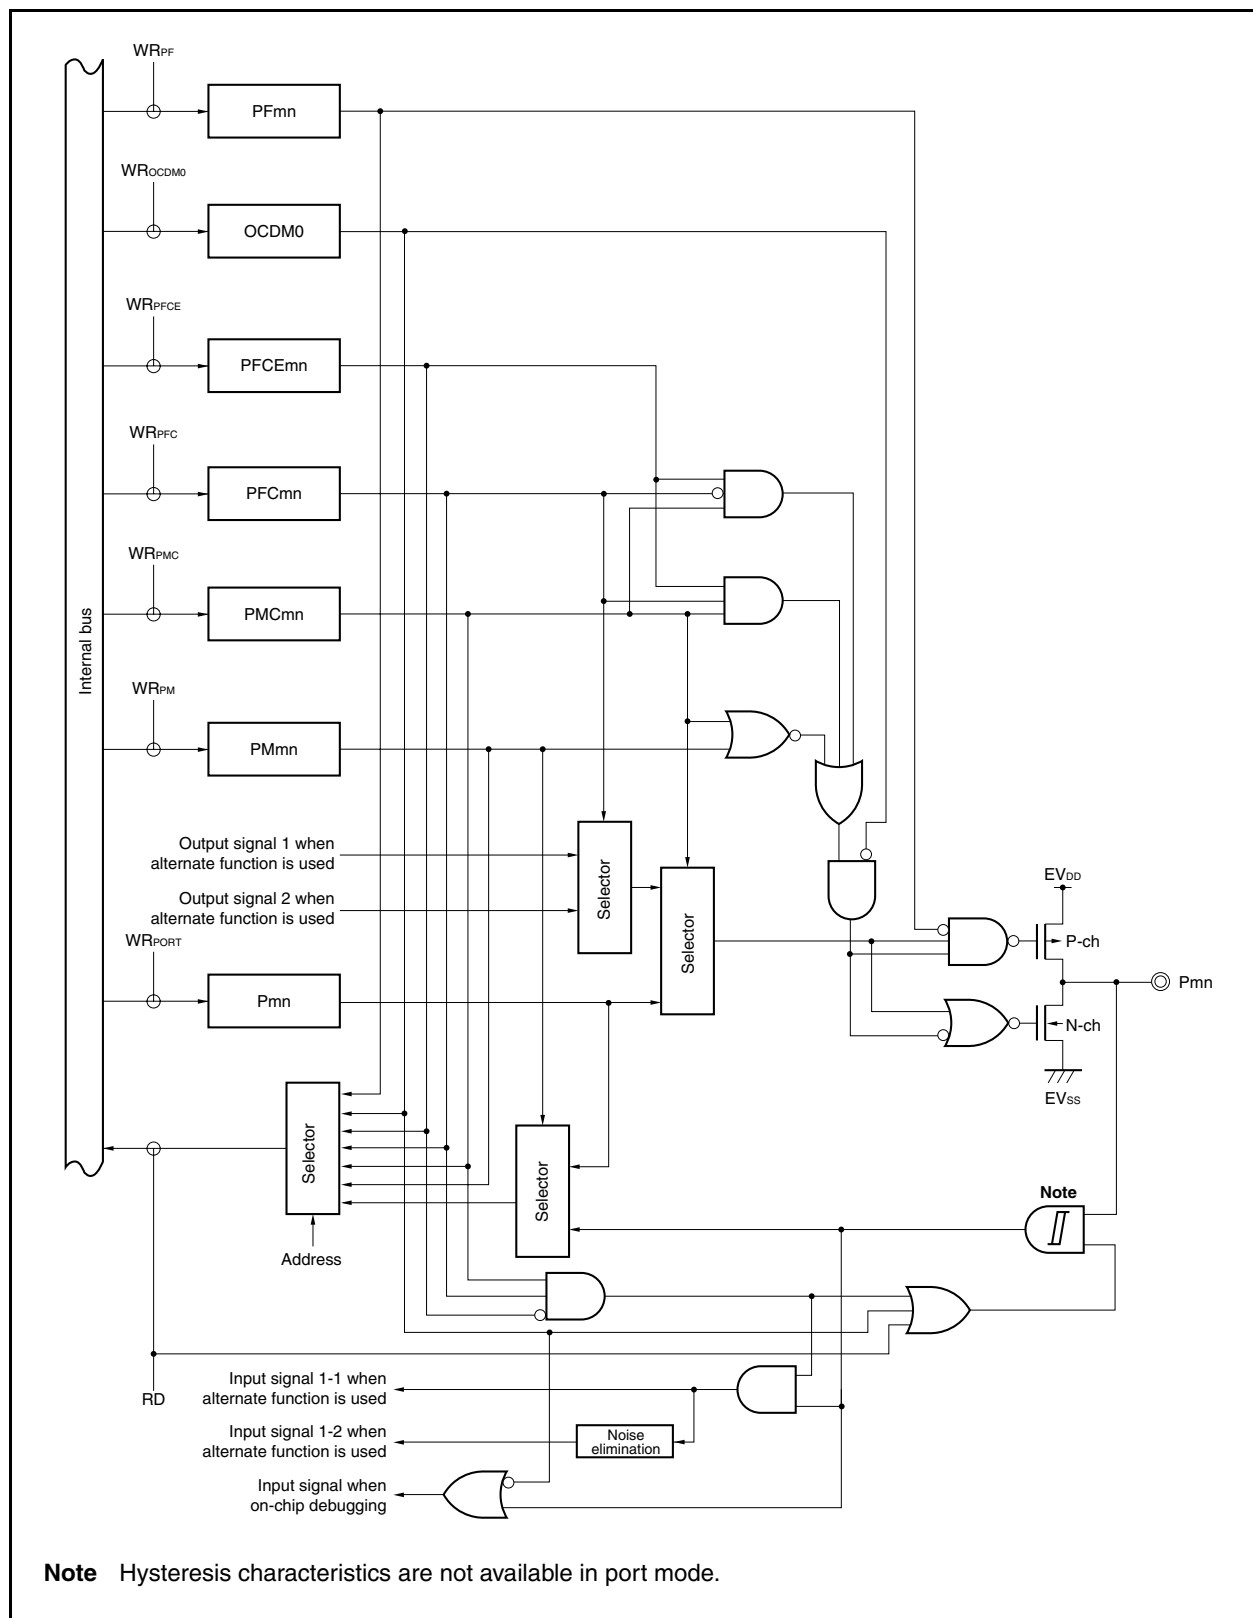 WRPF
PFmn
WROCDM0
OCDM0
WRPFCE
PFCEmn
WRPFC
PFCmn
WRPMC
PMCmn
Internal bus
WRPM
PMmn
Output signal 1 when
alternate function is used
Output signal 2 when
alternate function is used
Selector
Selector
EVDD
P-ch
WRPORT
Pmn
Pmn
N-ch
EVSS
Selector
Selector
Note
Address
RD
Input signal 1-1 when
alternate function is used
Input signal 1-2 when
alternate function is used
Noise
elimination
Input signal when
on-chip debugging
Note Hysteresis characteristics are not available in port mode.